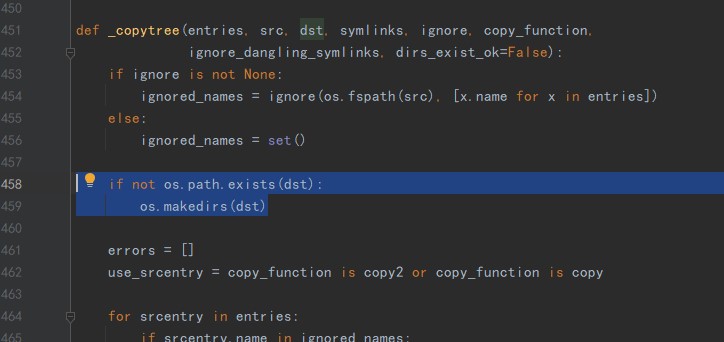 450
451 def _copytree(entries, src, dst, symlinks, ignore, copy_function,
452 ignore_dangling_symlinks, dirs_exist_ok=False):
453 if ignore is not None:
454 ignored_names = ignore(os.fspath(src), [x.name for x in entries])
455 else:
456 ignored_names = set()
457
458 if not os.path.exists(dst):
459 os.makedirs(dst)
460
461 errors = []
462 use_srcentry = copy_function is copy2 or copy_function is copy
463
464 for srcentry in entries:
465 if srcentry.name in ignored_names: